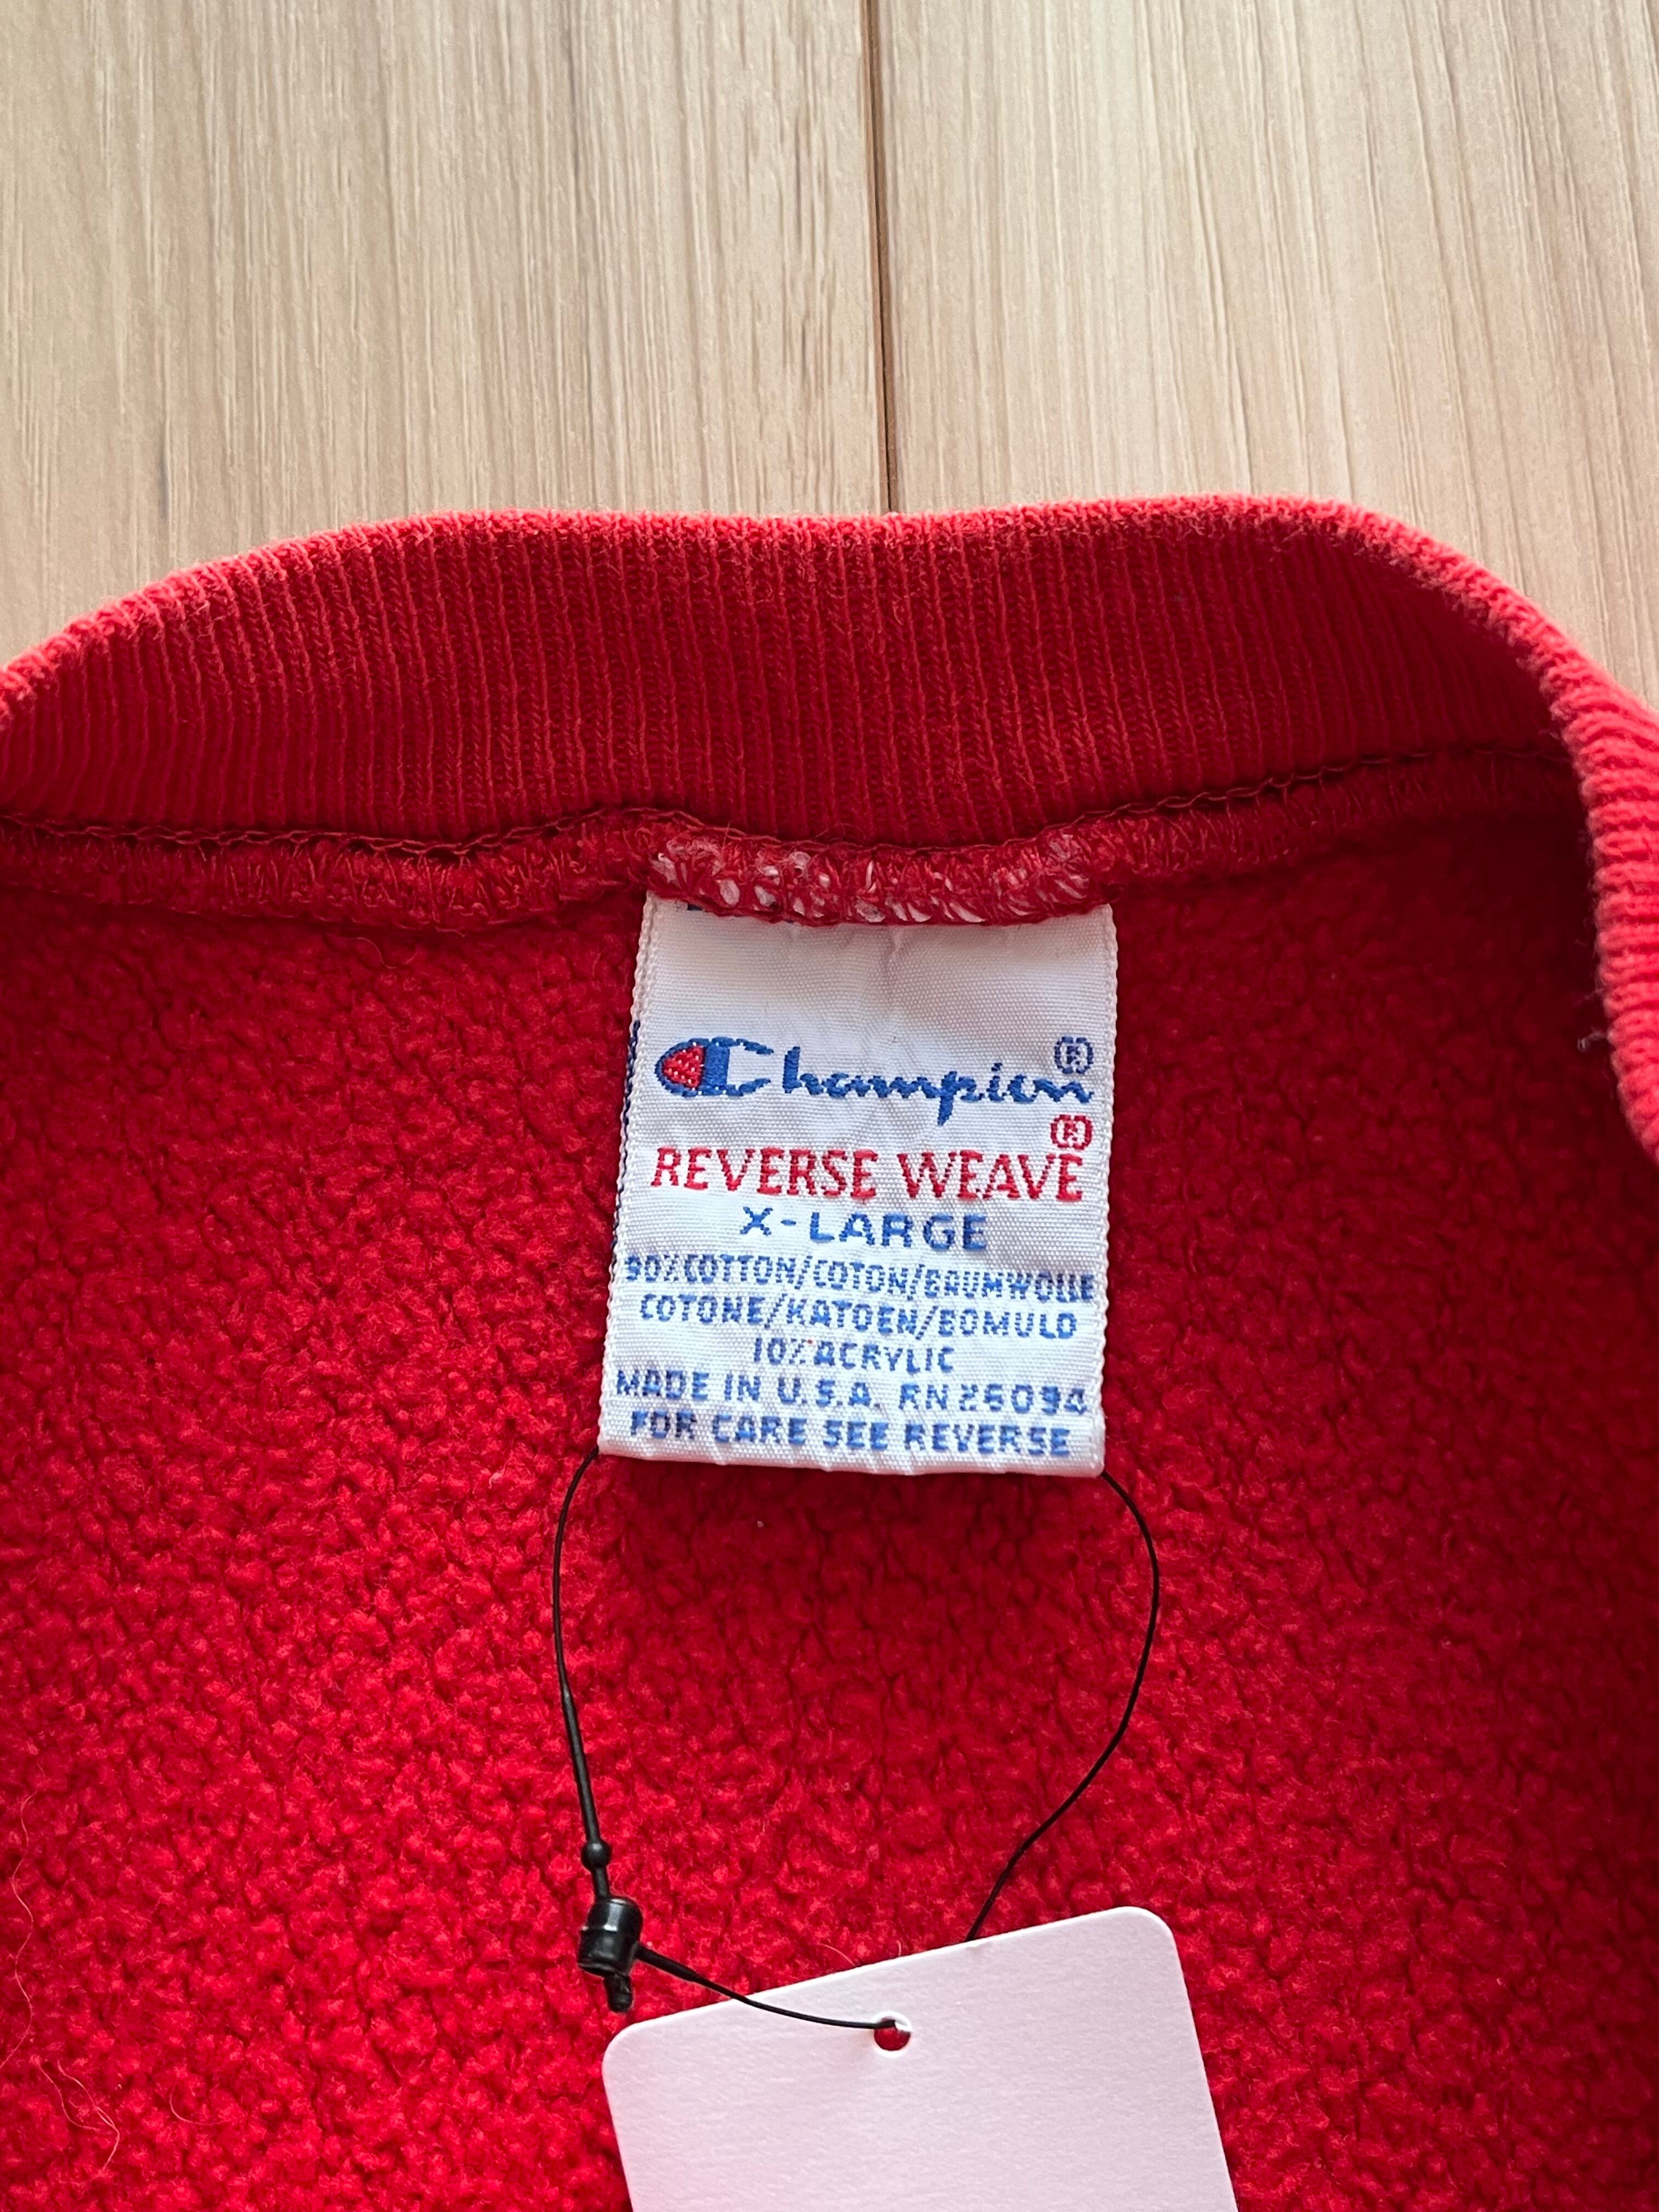 Champion®
REVERSE WEAVE®
X-LARGE
90%COTTON/COTON/BAUMWOLLE
COTONE/KATOEN/BOMULD
10%ACRYLIC
MADE IN U.S.A. RN26094
FOR CARE SEE REVERSE